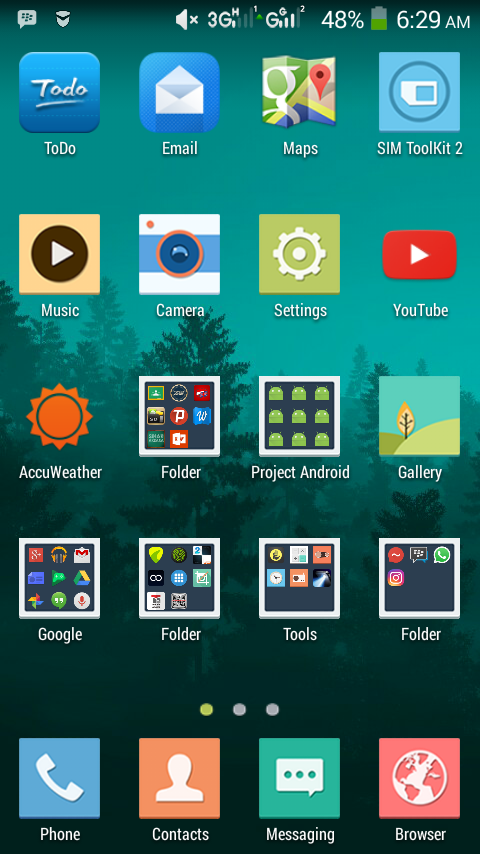 3G H 1 G G 2 48% 6:29 AM
Todo
ToDo Email Maps SIM ToolKit 2
Music Camera Settings YouTube
AccuWeather Folder Project Android Gallery
Google Folder Tools Folder
Phone Contacts Messaging Browser